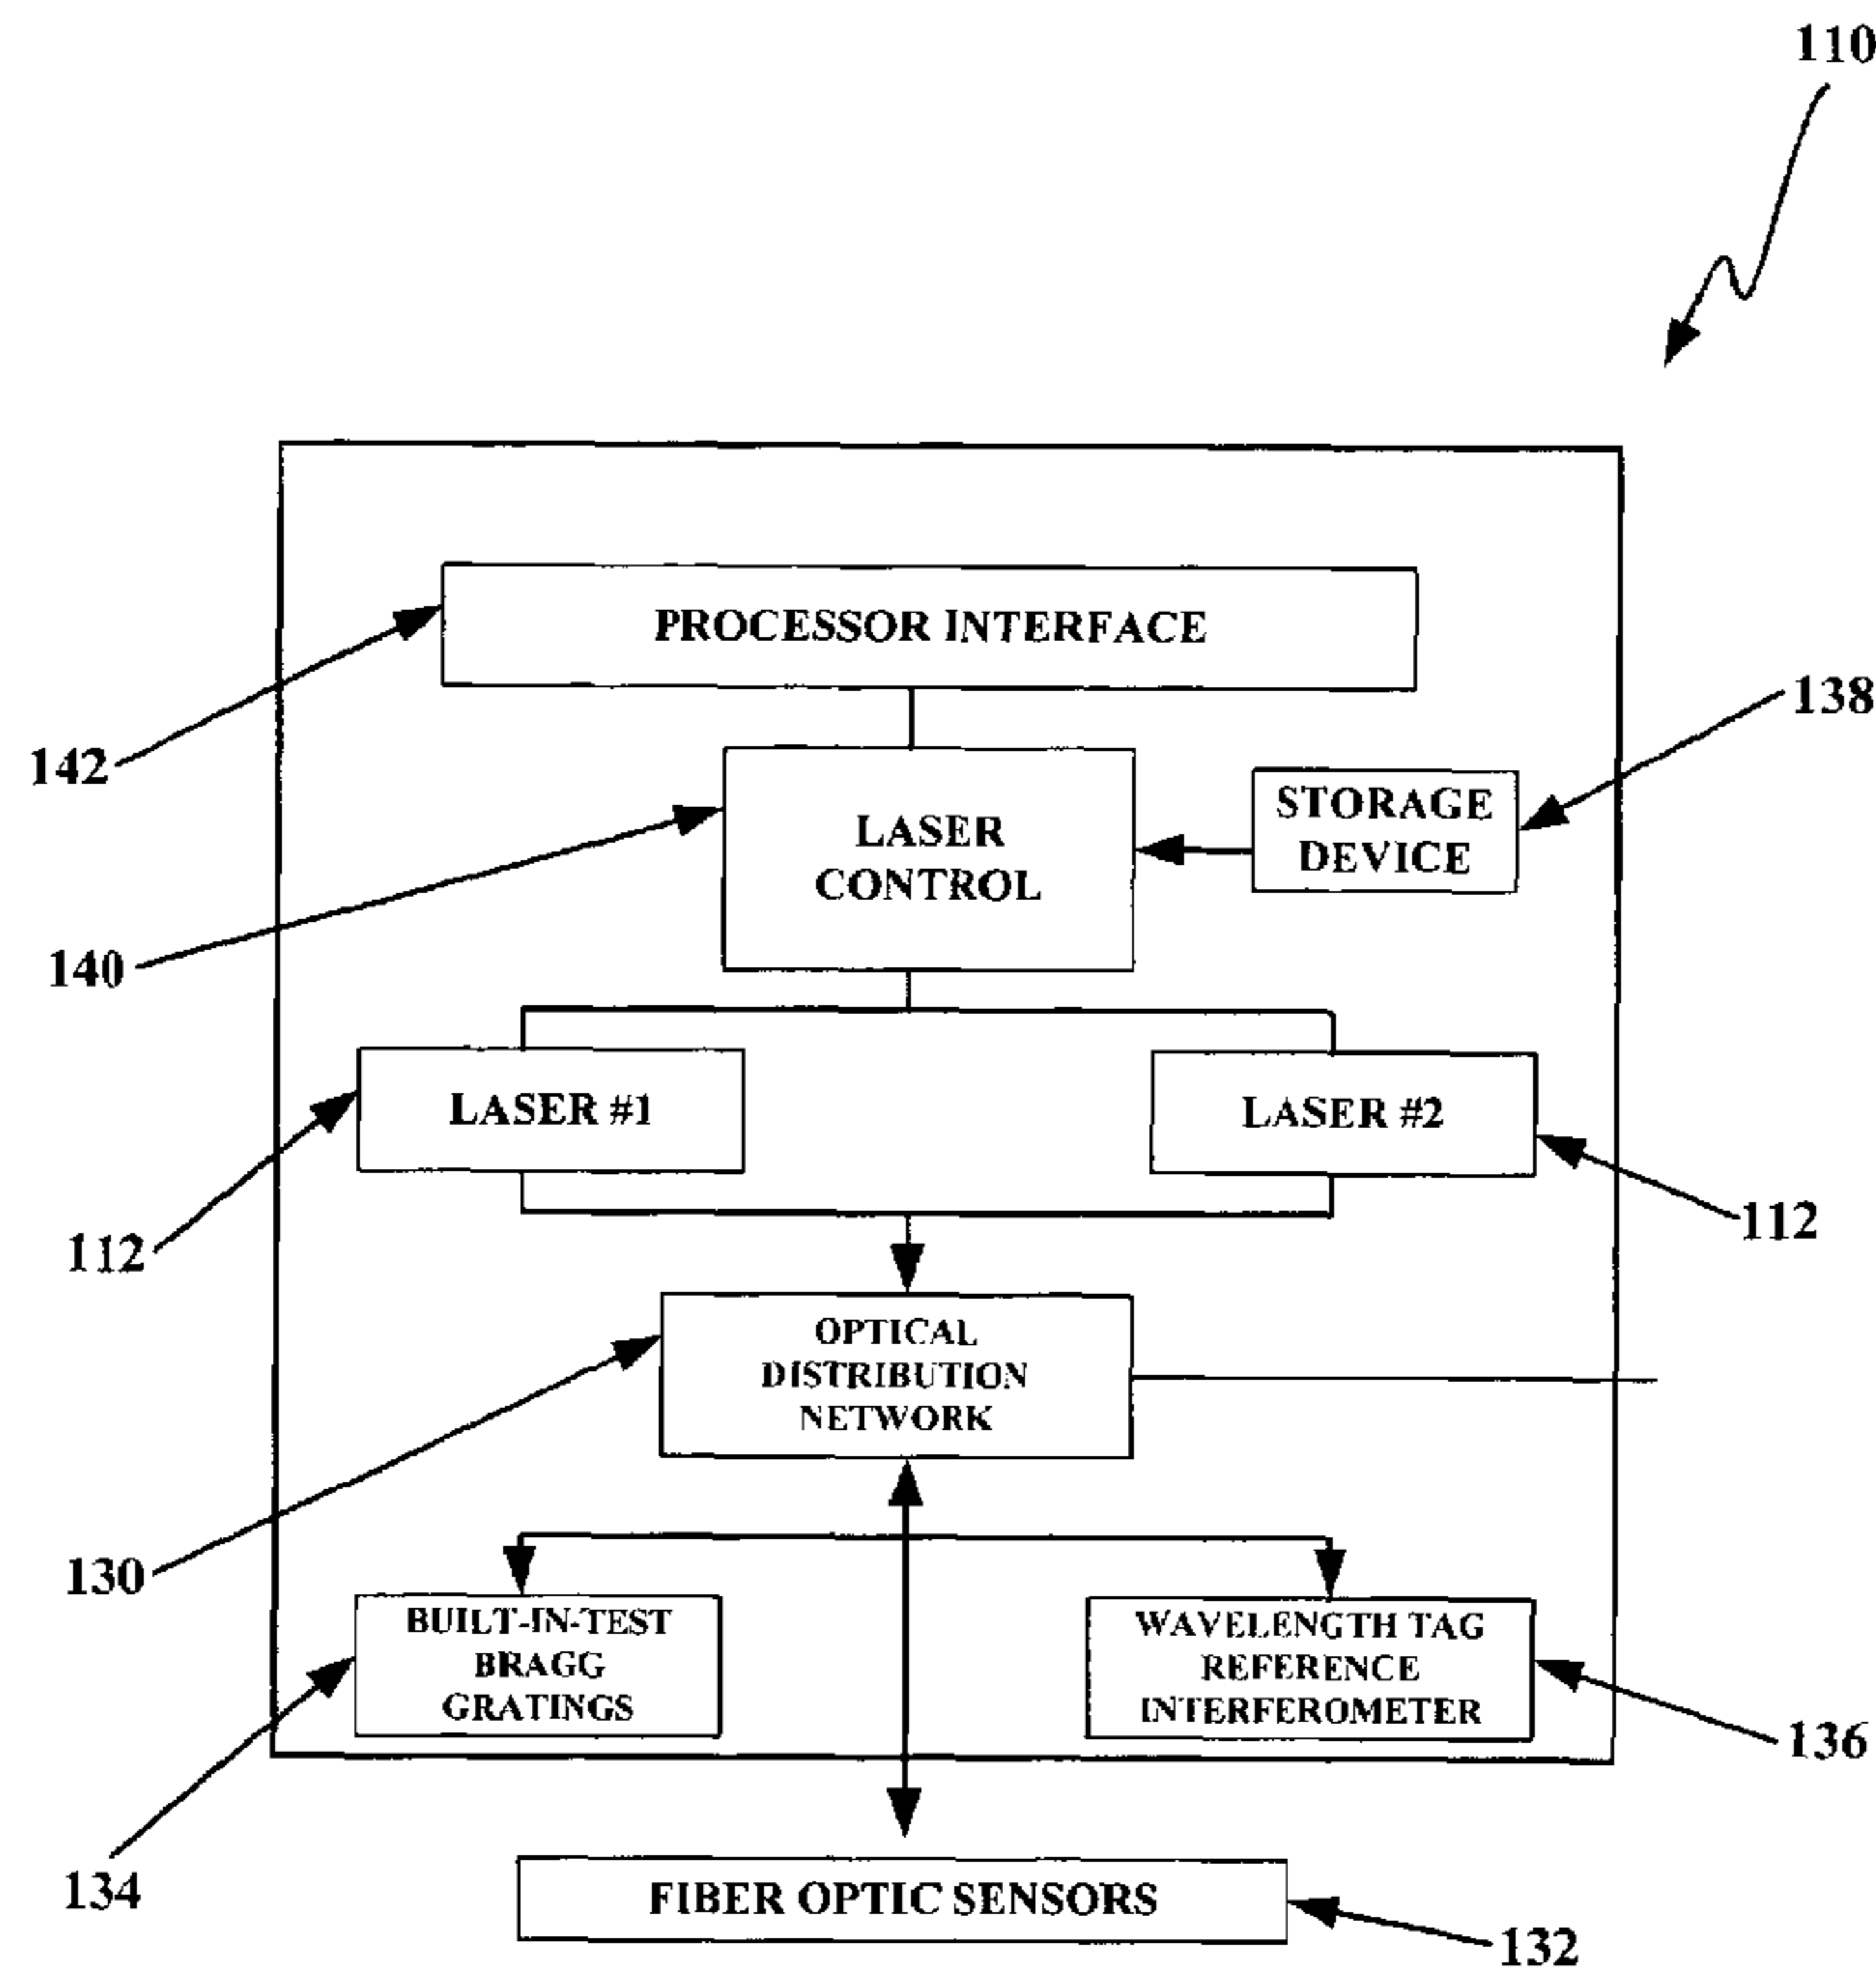 110
PROCESSOR INTERFACE
138
142
STORAGE
DEVICE
LASER
CONTROL
140
LASER #1
LASER #2
112
112
OPTICAL
DISTRIBUTION
NETWORK
130
BUILT-IN-TEST
BRAGG
GRATINGS
WAVELENGTH TAG
REFERENCE
INTERFEROMETER
136
134
FIBER OPTIC SENSORS
132